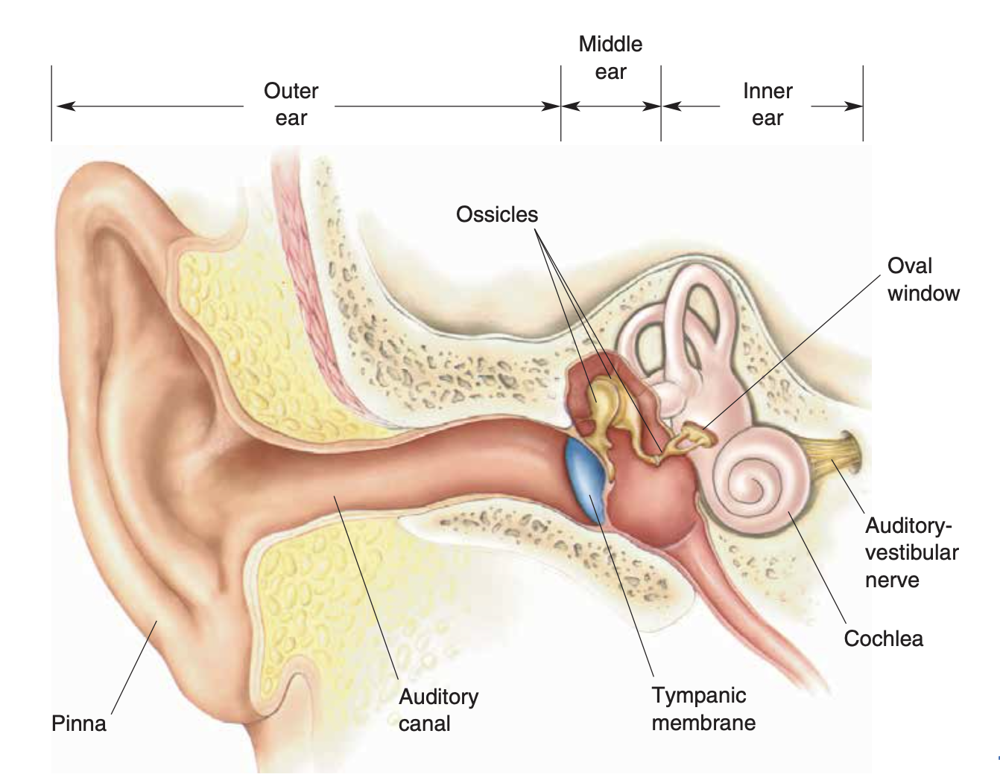 Middle
ear
Outer
ear
Inner
ear
Ossicles
Oval
window
Auditory-
vestibular
nerve
Cochlea
Tympanic
membrane
Auditory
canal
Pinna